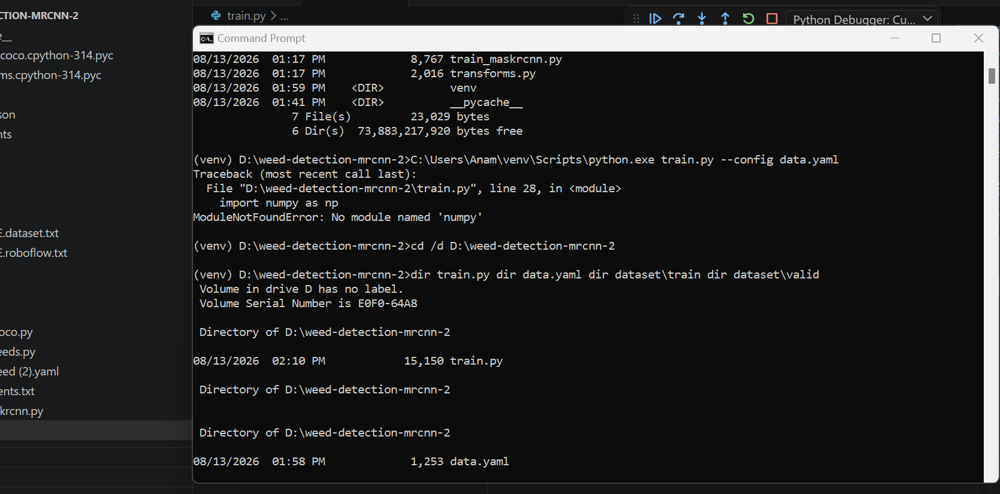 CTION-MRCNN-2
e__
coco.cpython-314.pyc
ms.cpython-314.pyc
son
nts
E.dataset.txt
E.roboflow.txt
oco.py
eeds.py
eed (2).yaml
ents.txt
krcnn.py
train.py > ...
Python Debugger: Cu...
Command Prompt
08/13/2026  01:17 PM             8,767 train_maskrcnn.py
08/13/2026  01:17 PM             2,016 transforms.py
08/13/2026  01:59 PM    <DIR>          venv
08/13/2026  01:41 PM    <DIR>          __pycache__
               7 File(s)         23,029 bytes
               6 Dir(s)  73,883,217,920 bytes free
(venv) D:\weed-detection-mrcnn-2>C:\Users\Anam\venv\Scripts\python.exe train.py --config data.yaml
Traceback (most recent call last):
  File "D:\weed-detection-mrcnn-2\train.py", line 28, in <module>
    import numpy as np
ModuleNotFoundError: No module named 'numpy'
(venv) D:\weed-detection-mrcnn-2>cd /d D:\weed-detection-mrcnn-2
(venv) D:\weed-detection-mrcnn-2>dir train.py dir data.yaml dir dataset\train dir dataset\valid
 Volume in drive D has no label.
 Volume Serial Number is E0F0-64A8
 Directory of D:\weed-detection-mrcnn-2
08/13/2026  02:10 PM            15,150 train.py
 Directory of D:\weed-detection-mrcnn-2
 Directory of D:\weed-detection-mrcnn-2
08/13/2026  01:58 PM             1,253 data.yaml